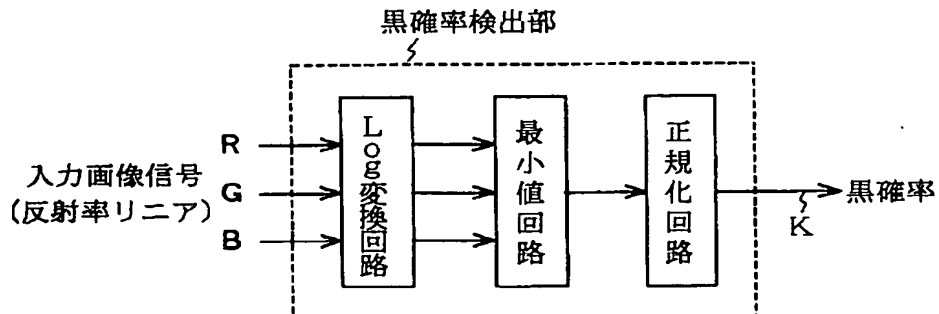 黒確率検出部
入力画像信号
(反射率リニア)
R
G
B
Log変換回路
最小値回路
正規化回路
K
黒確率